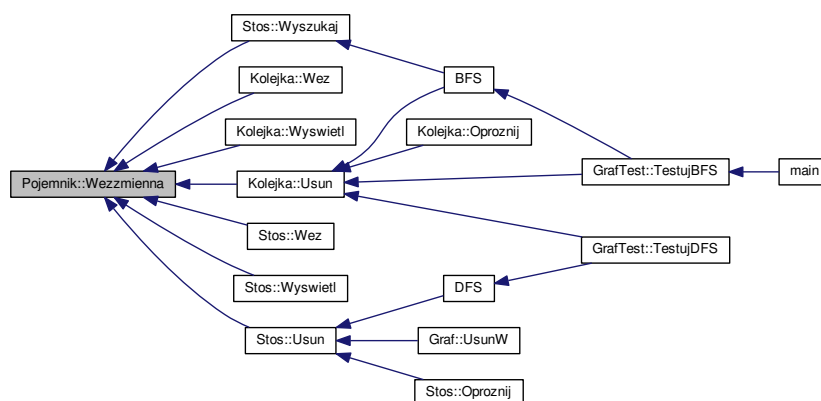 Stos::Wyszukaj
Kolejka::Wez
BFS
Kolejka::Wyswietl
Kolejka::Oproznij
Pojemnik::Wezzmienna
Kolejka::Usun
GrafTest::TestujBFS
main
Stos::Wez
GrafTest::TestujDFS
Stos::Wyswietl
DFS
Stos::Usun
Graf::UsunW
Stos::Oproznij